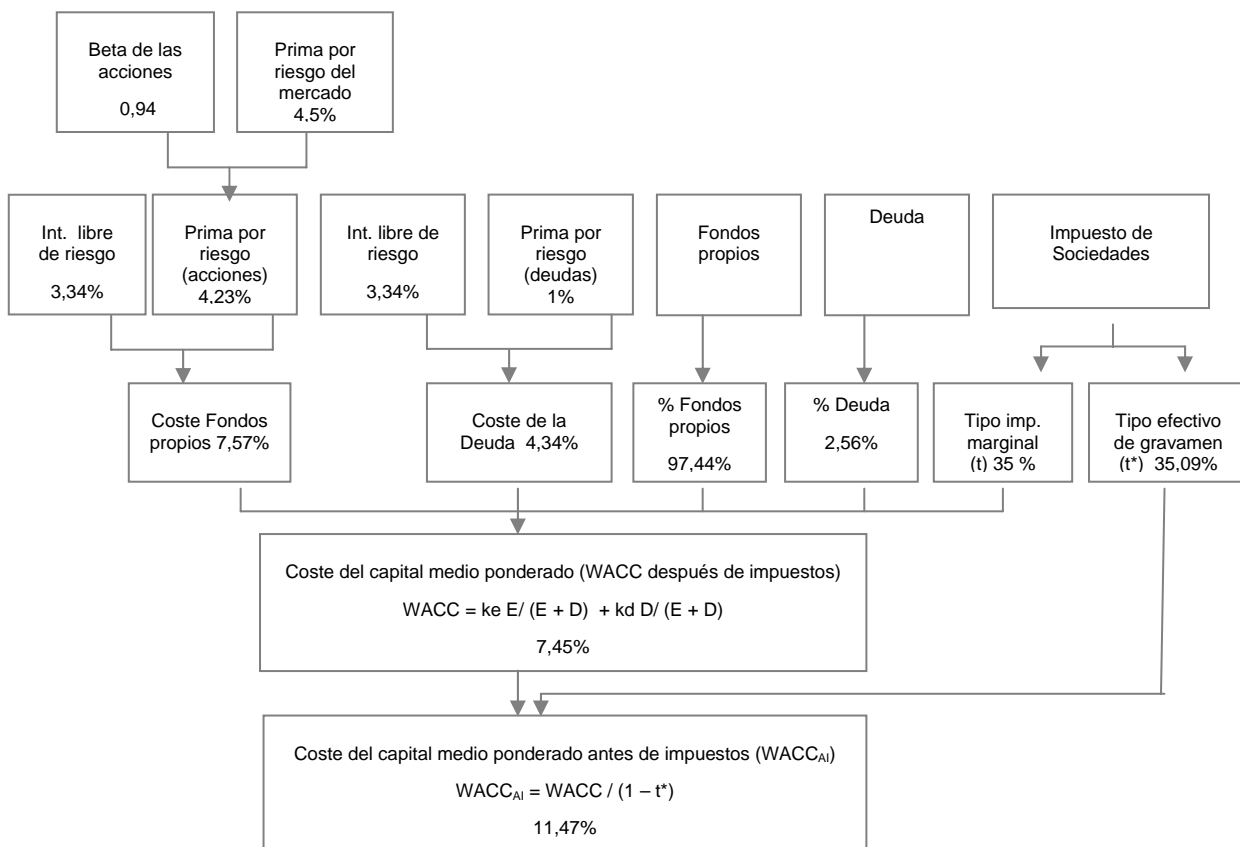 Beta de las
acciones
0,94
Prima por
riesgo del
mercado
4.5%
Int. libre
de riesgo
3,34%
Prima por
riesgo
(acciones)
4,23%
Int. libre de
riesgo
3,34%
Prima por
riesgo
(deudas)
1%
Fondos
propios
Deuda
Impuesto de
Sociedades
Coste Fondos
propios 7,57%
Coste de la
Deuda 4,34%
% Fondos
propios
97,44%
% Deuda
2,56%
Tipo imp.
marginal
(t) 35 %
Tipo efectivo
de gravamen
(t*) 35,09%
Coste del capital medio ponderado (WACC después de impuestos)
WACC = ke E/ (E + D) + kd D/ (E + D)
7,45%
Coste del capital medio ponderado antes de impuestos (WACCAI)
WACCAI = WACC / (1 – t*)
11,47%